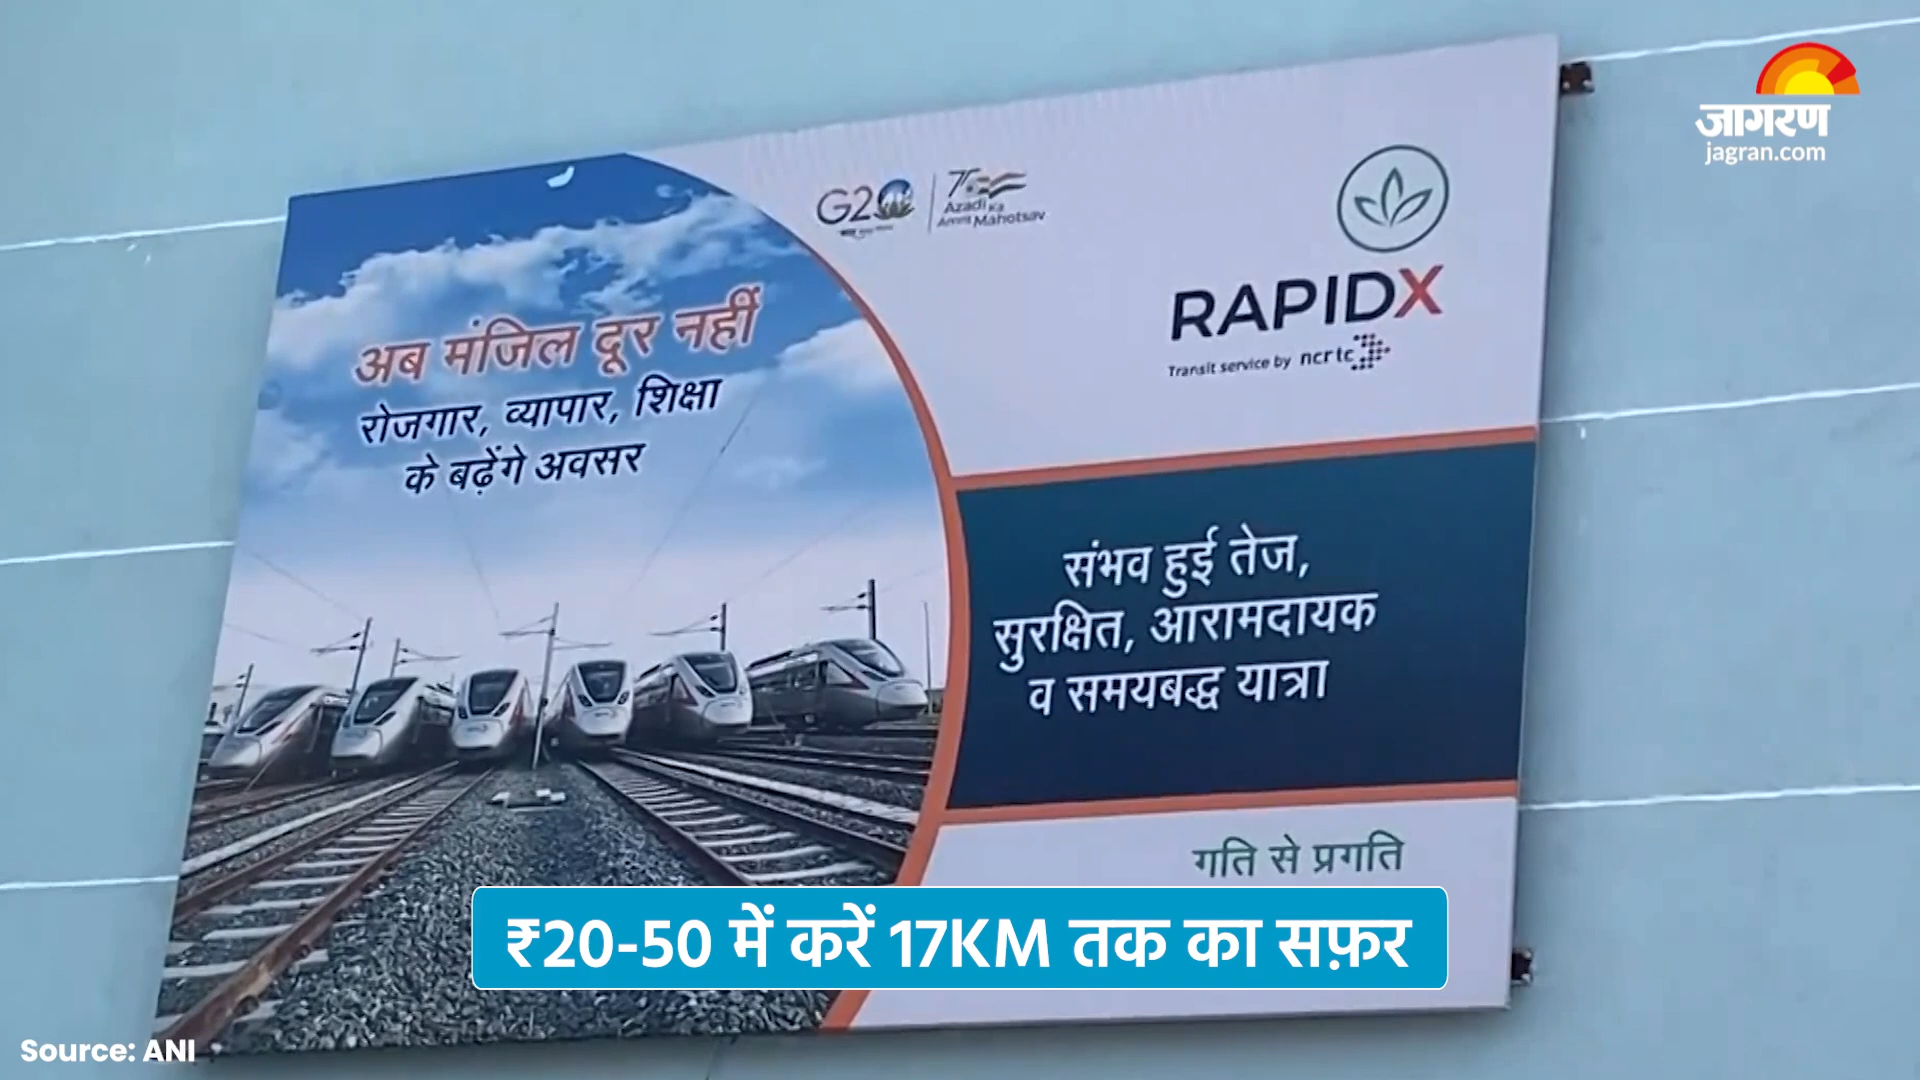 जागरण
jagran.com
G20
75
Azadi Ka
Amrit Mahotsav
RAPIDX
Transit service by ncrtc
अब मंजिल दूर नहीं
रोजगार, व्यापार, शिक्षा
के बढ़ेंगे अवसर
संभव हुई तेज,
सुरक्षित, आरामदायक
व समयबद्ध यात्रा
गति से प्रगति
₹20-50 में करें 17KM तक का सफ़र
Source: ANI